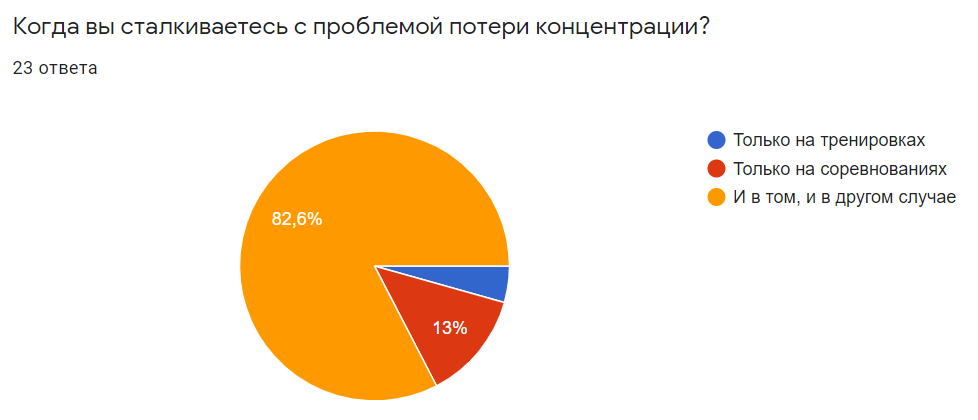 Когда вы сталкиваетесь с проблемой потери концентрации?
23 ответа
Только на тренировках
Только на соревнованиях
И в том, и в другом случае
82,6%
13%